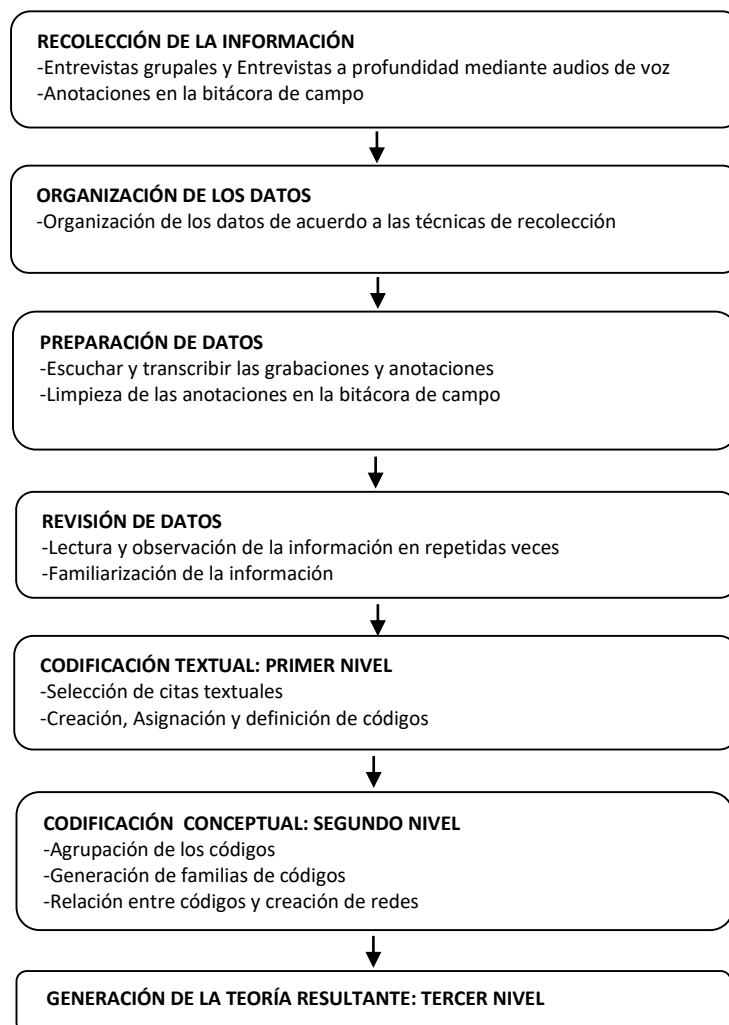 RECOLECCIÓN DE LA INFORMACIÓN
-Entrevistas grupales y Entrevistas a profundidad mediante audios de voz
-Anotaciones en la bitácora de campo
ORGANIZACIÓN DE LOS DATOS
-Organización de los datos de acuerdo a las técnicas de recolección
PREPARACIÓN DE DATOS
-Escuchar y transcribir las grabaciones y anotaciones
-Limpieza de las anotaciones en la bitácora de campo
REVISIÓN DE DATOS
-Lectura y observación de la información en repetidas veces
-Familiarización de la información
CODIFICACIÓN TEXTUAL: PRIMER NIVEL
-Selección de citas textuales
-Creación, Asignación y definición de códigos
CODIFICACIÓN CONCEPTUAL: SEGUNDO NIVEL
-Agrupación de los códigos
-Generación de familias de códigos
-Relación entre códigos y creación de redes
GENERACIÓN DE LA TEORÍA RESULTANTE: TERCER NIVEL